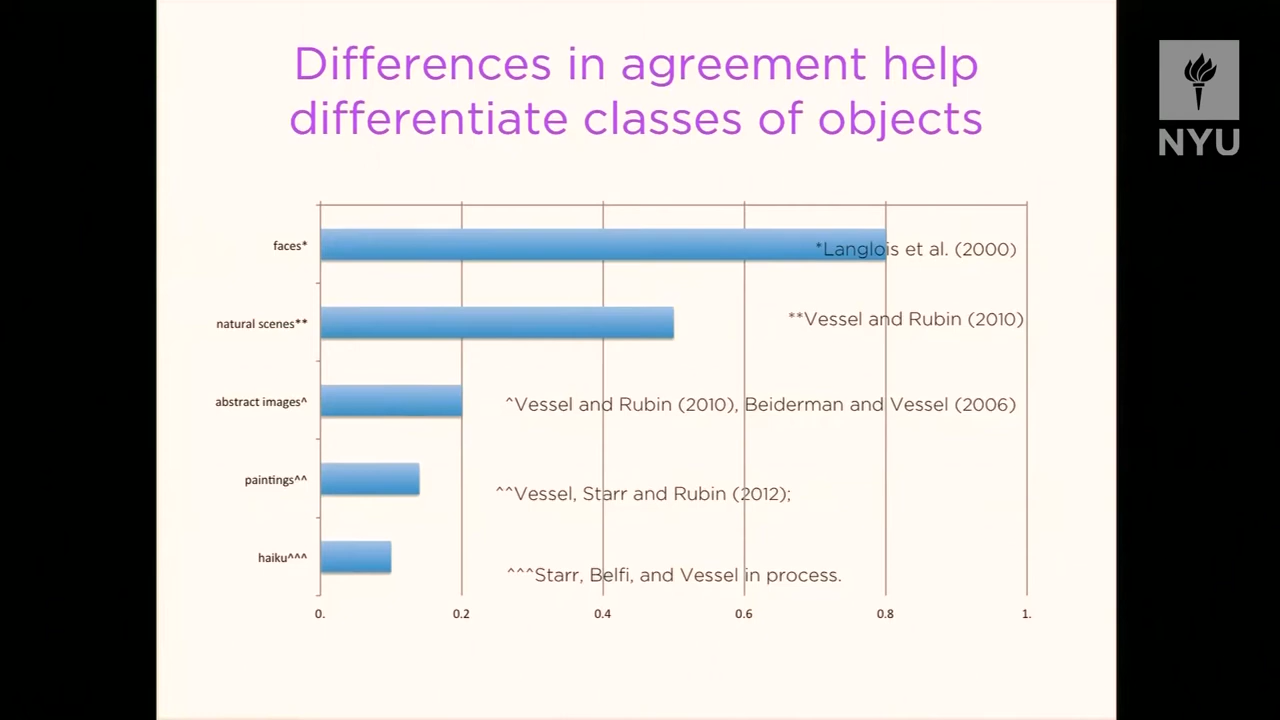 Differences in agreement help
differentiate classes of objects
NYU
faces*
*Langlois et al. (2000)
natural scenes**
**Vessel and Rubin (2010)
abstract images^
^Vessel and Rubin (2010), Beiderman and Vessel (2006)
paintings^^
^^Vessel, Starr and Rubin (2012);
haiku^^^
^^^Starr, Belfi, and Vessel in process.
0. 0.2 0.4 0.6 0.8 1.